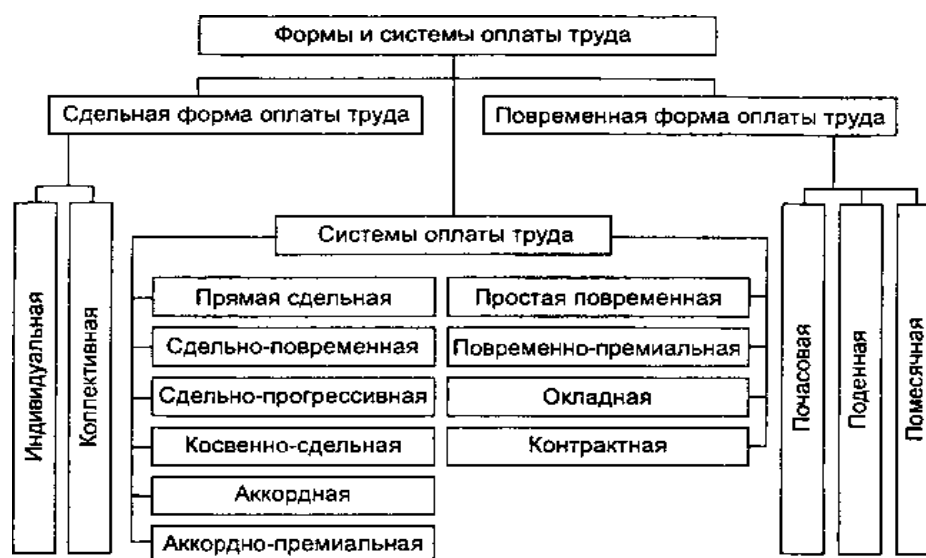 Формы и системы оплаты труда
Сдельная форма оплаты труда
Повременная форма оплаты труда
Индивидуальная
Коллективная
Системы оплаты труда
Прямая сдельная
Сдельно-повременная
Сдельно-прогрессивная
Косвенно-сдельная
Аккордная
Аккордно-премиальная
Простая повременная
Повременно-премиальная
Окладная
Контрактная
Почасовая
Поденная
Помесячная